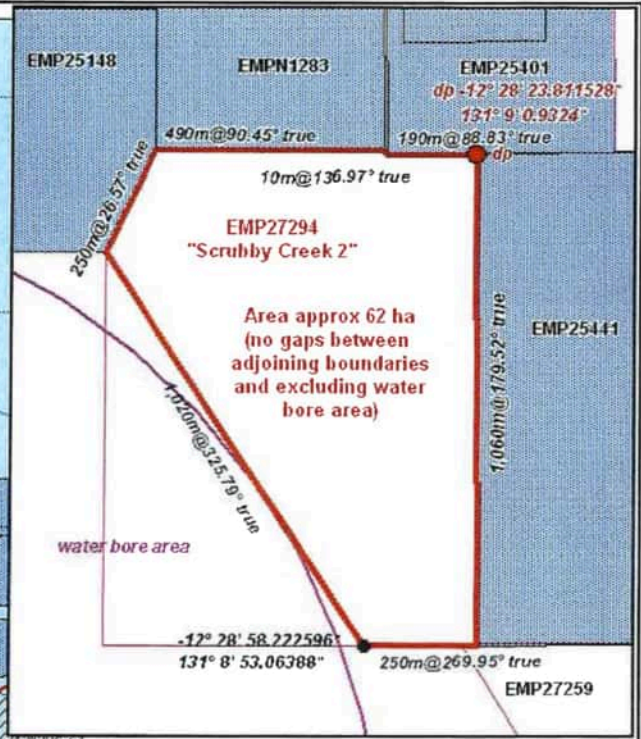 EMP25148
EMPN1283
EMP25401
dp -12° 28' 23.811528"
131° 9' 0.9324"
490m@90.45° true
190m@88.83° true
dp
10m@136.97° true
250m@26.57° true
EMP27294
"Scrubby Creek 2"
Area approx 62 ha
(no gaps between
adjoining boundaries
and excluding water
bore area)
EMP25441
1,060m@179.52° true
1,020m@325.79° true
water bore area
-12° 28' 58.222596"
131° 8' 53.06388"
250m@269.95° true
EMP27259